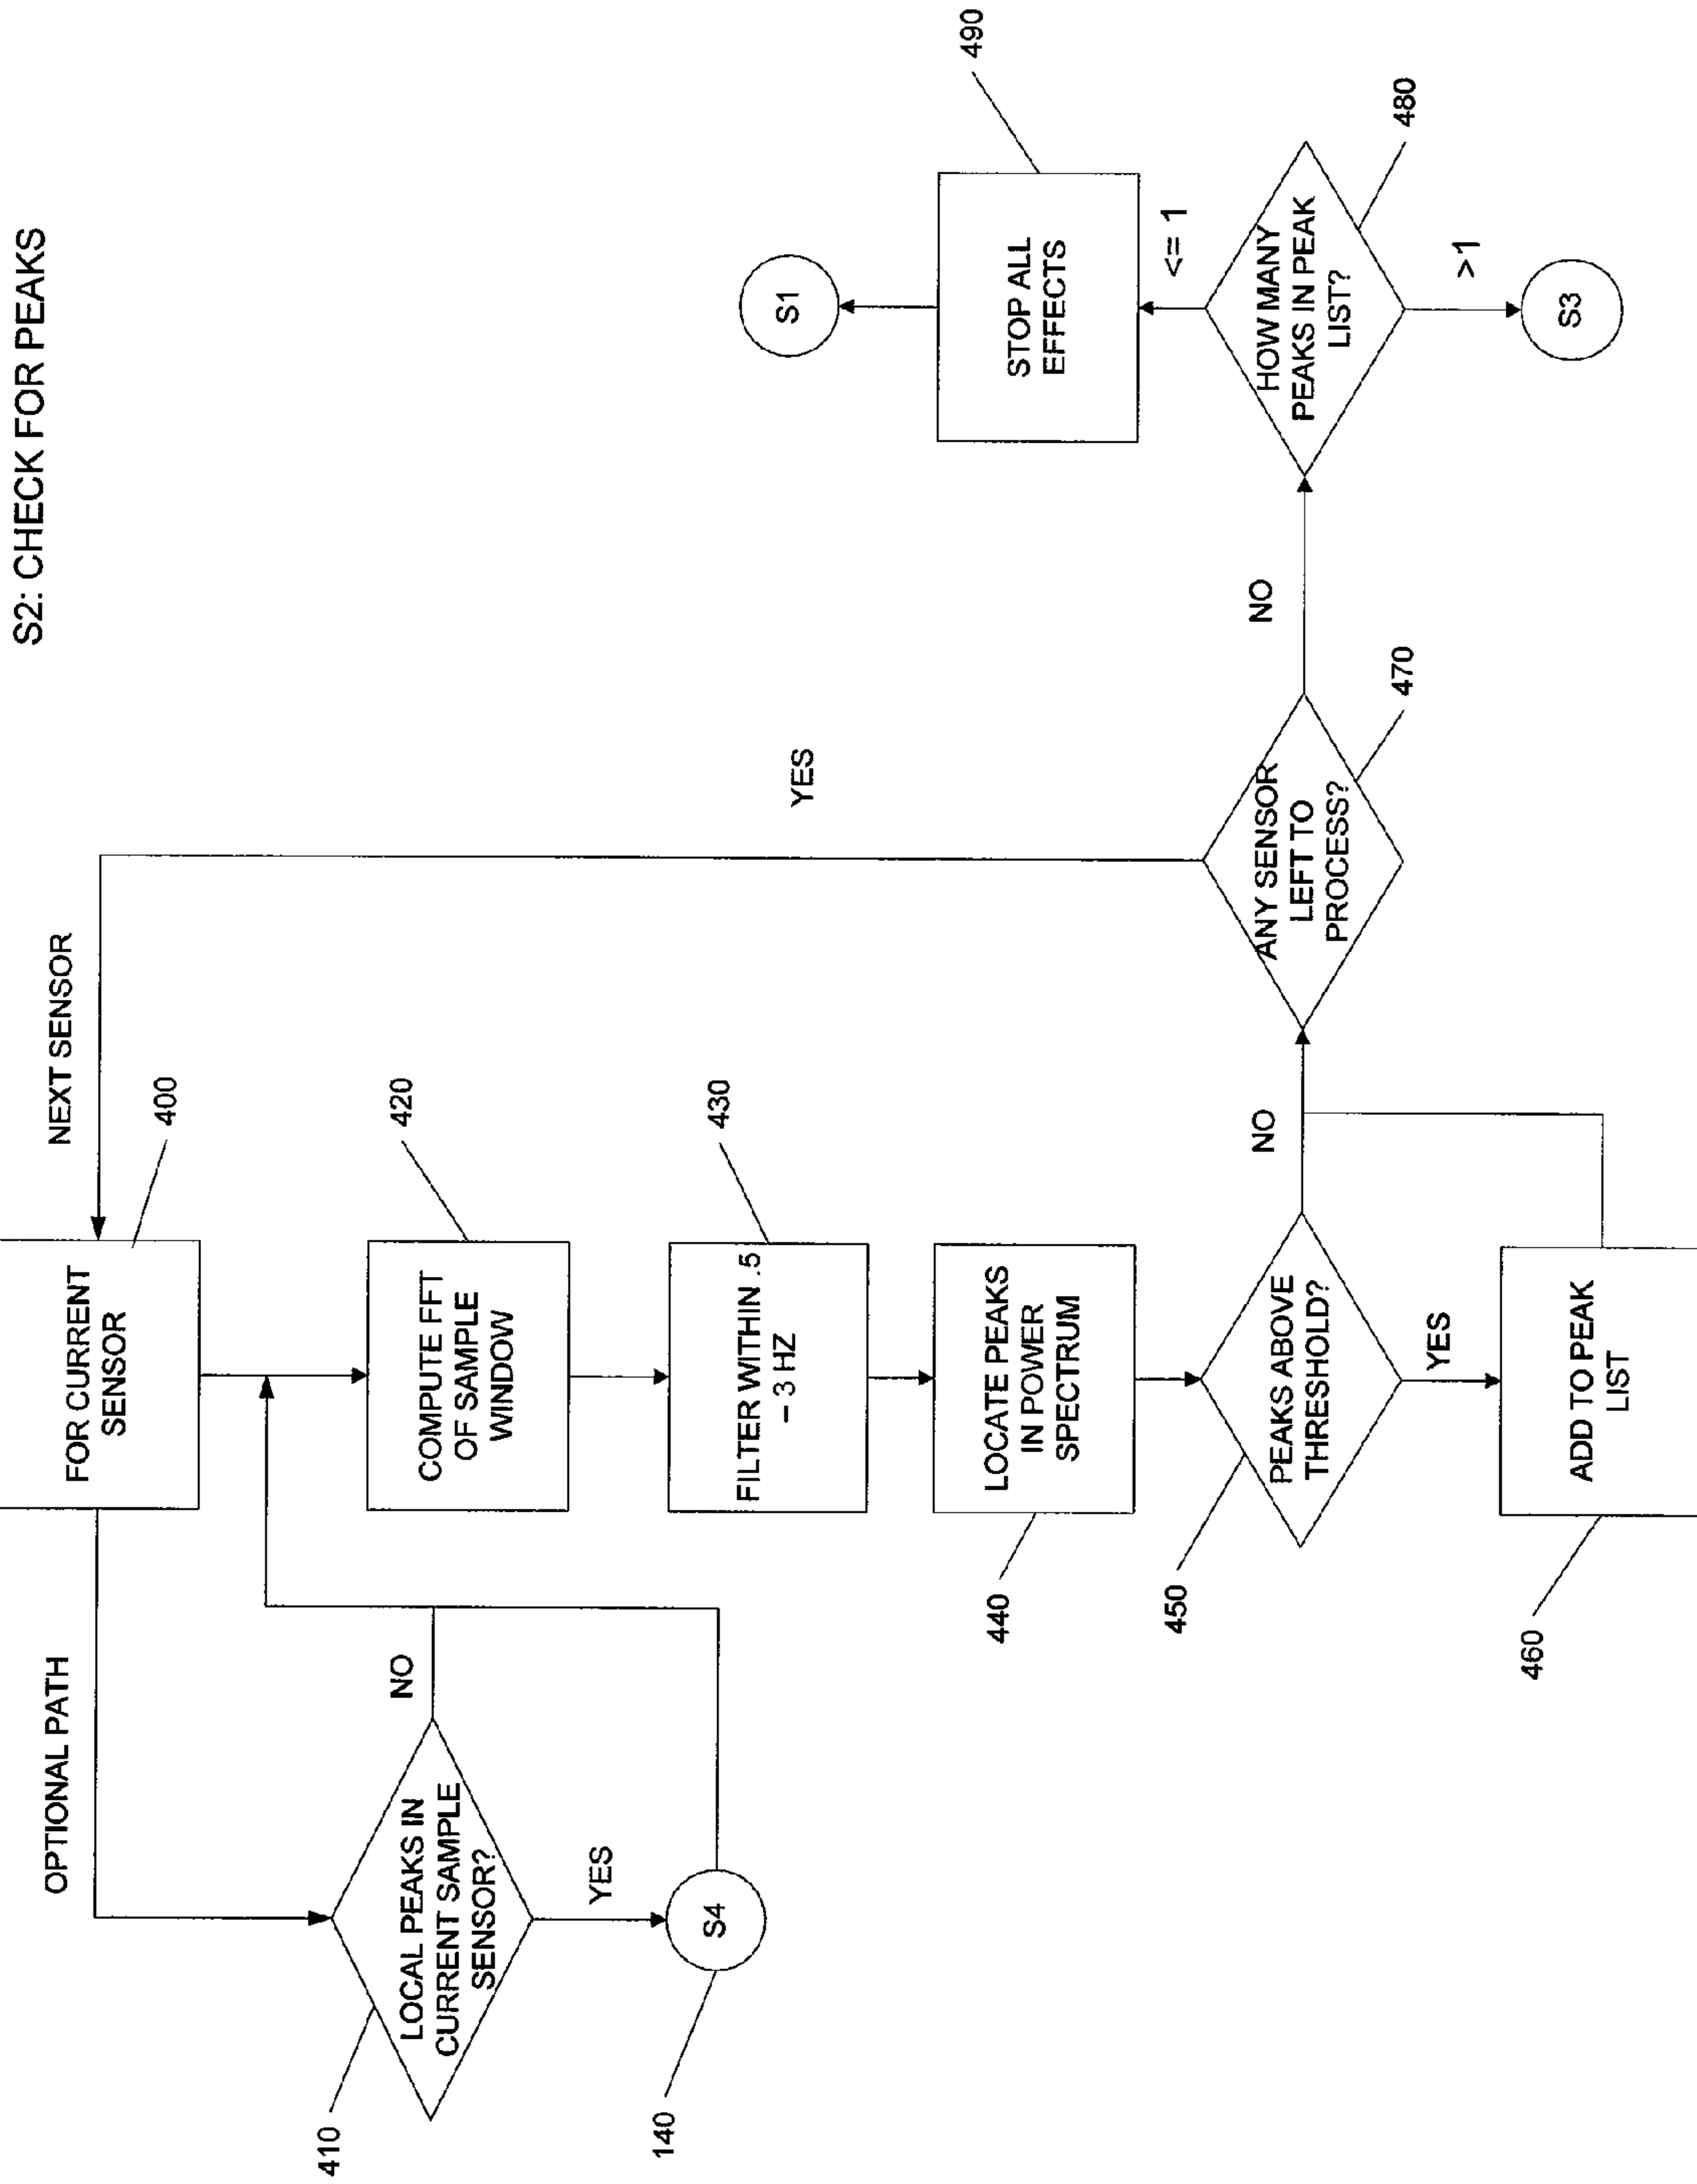 S2: CHECK FOR PEAKS
OPTIONAL PATH
NEXT SENSOR
FOR CURRENT
SENSOR
400
YES
LOCAL PEAKS IN
CURRENT SAMPLE
SENSOR?
410
NO
YES
S4
140
COMPUTE FFT
OF SAMPLE
WINDOW
420
FILTER WITHIN .5
– 3 HZ
430
LOCATE PEAKS
IN POWER
SPECTRUM
440
PEAKS ABOVE
THRESHOLD?
450
NO
YES
ADD TO PEAK
LIST
460
ANY SENSOR
LEFT TO
PROCESS?
470
NO
HOW MANY
PEAKS IN PEAK
LIST?
480
<= 1
>1
STOP ALL
EFFECTS
490
S1
S3